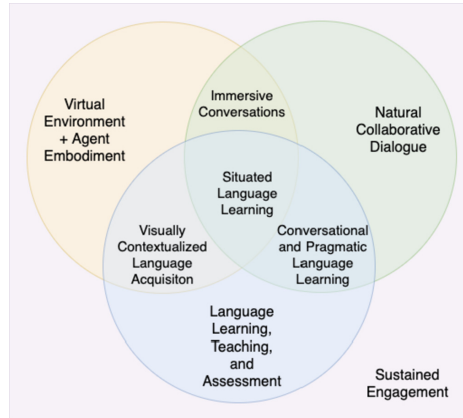 Virtual
Environment
+ Agent
Embodiment
Immersive
Conversations
Natural
Collaborative
Dialogue
Situated
Language
Learning
Visually
Contextualized
Language
Acquisiton
Conversational
and Pragmatic
Language
Learning
Language
Learning,
Teaching,
and
Assessment
Sustained
Engagement